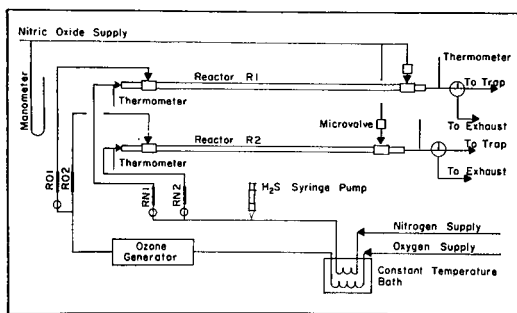 Nitric Oxide Supply
Thermometer
Reactor R1
To Trap
Thermometer
Manometer
To Exhaust
Microvalve
Reactor R2
To Trap
Thermometer
To Exhaust
RO1
RO2
RN1
RN2
H2S Syringe Pump
Nitrogen Supply
Oxygen Supply
Ozone
Generator
Constant Temperature
Bath